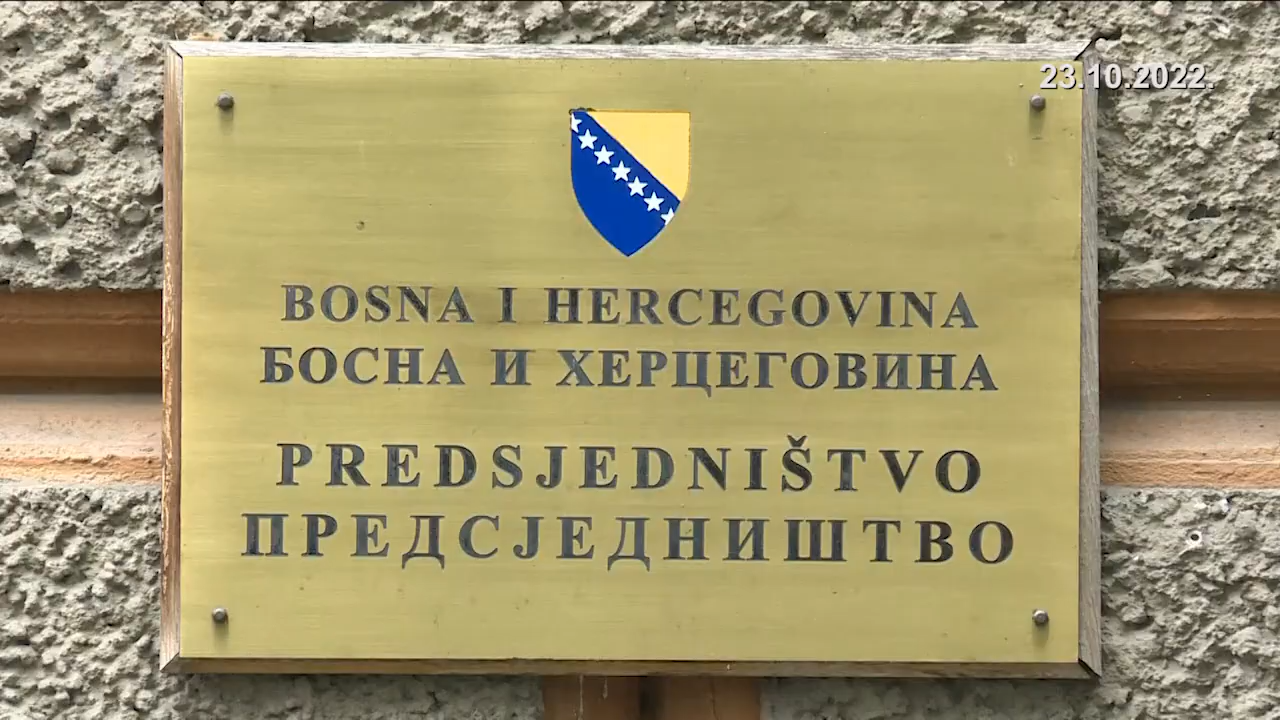 23.10.2022.
BOSNA I HERCEGOVINA
БОСНА И ХЕРЦЕГОВИНА
PREDSJEDNIŠTVO
ПРЕДСЈЕДНИШТВО